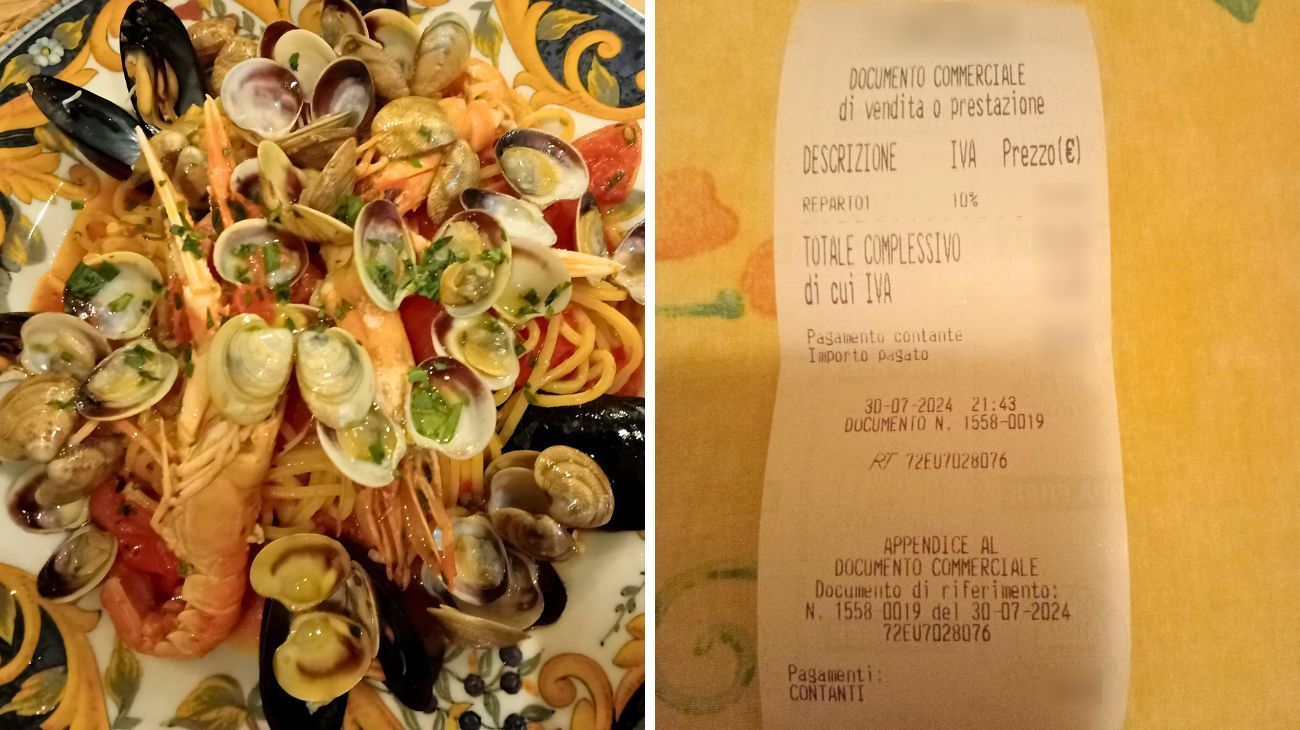 DOCUMENTO COMMERCIALE
di vendita o prestazione
DESCRIZIONE IVA Prezzo(€)
REPARTO1 10%
TOTALE COMPLESSIVO
di cui IVA
Pagamento contante
Importo pagato
30-07-2024 21:43
DOCUMENTO N. 1558-0019
RT 72EU7028076
APPENDICE AL
DOCUMENTO COMMERCIALE
Documento di riferimento:
N. 1558-0019 del 30-07-2024
72EU7028076
Pagamenti:
CONTANTI